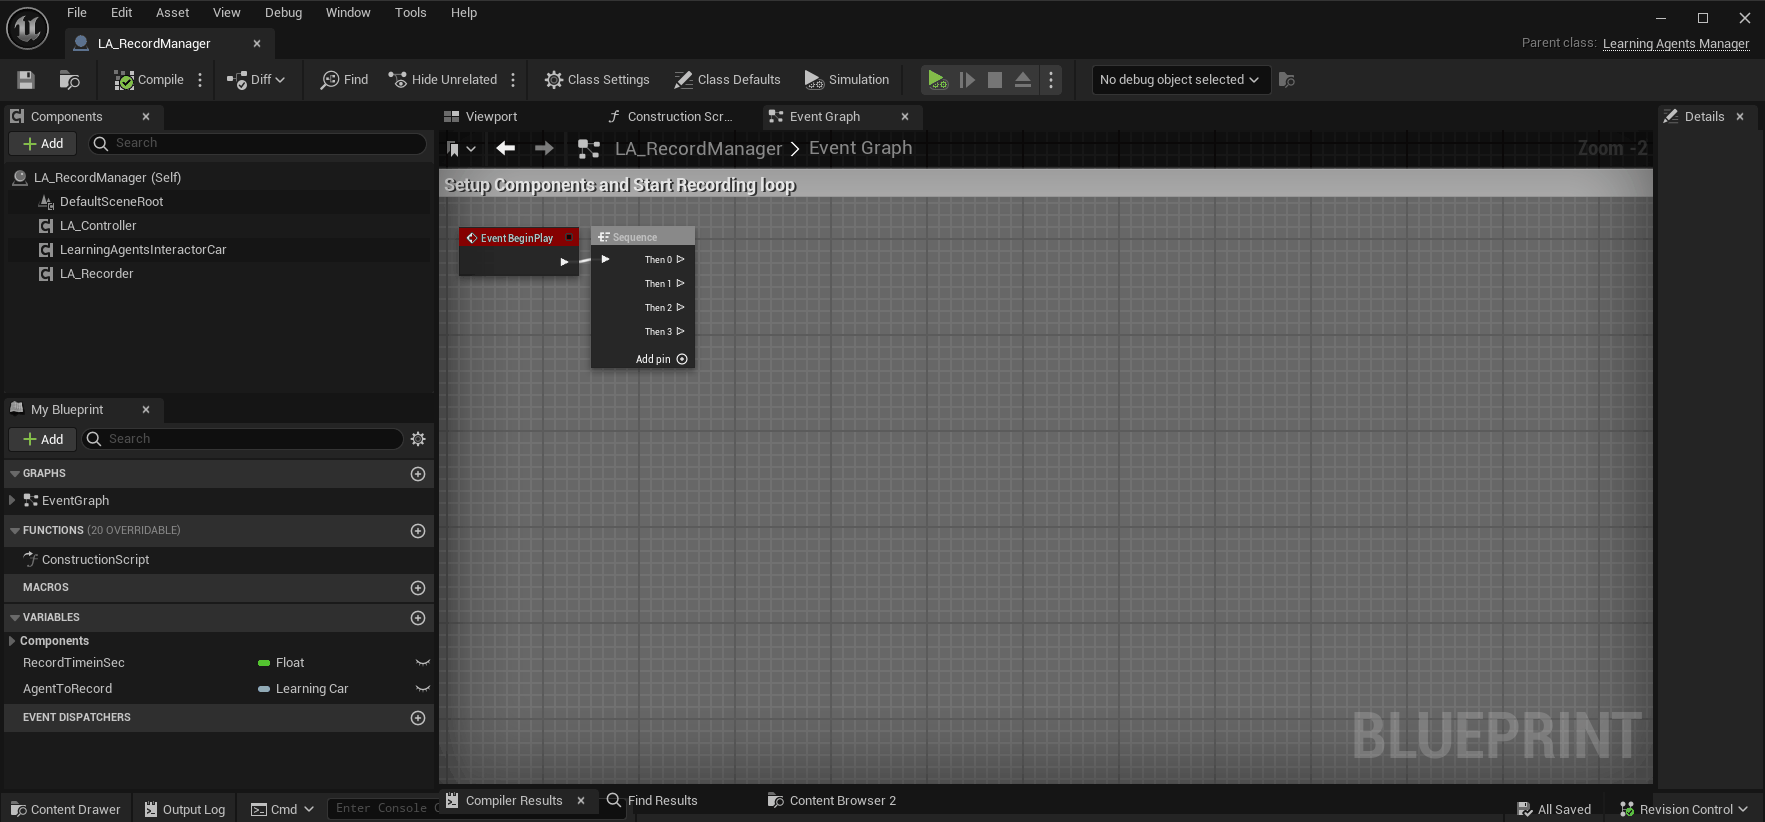 File Edit Asset View Debug Window Tools Help
LA_RecordManager
Parent class: Learning Agents Manager
Compile Diff Find Hide Unrelated Class Settings Class Defaults Simulation No debug object selected
Components
Viewport Construction Scr... Event Graph
Details
Add Search
LA_RecordManager > Event Graph
Zoom -2
LA_RecordManager (Self)
DefaultSceneRoot
LA_Controller
LearningAgentsInteractorCar
LA_Recorder
Setup Components and Start Recording loop
Event BeginPlay
Sequence
Then 0
Then 1
Then 2
Then 3
Add pin
My Blueprint
Add Search
GRAPHS
EventGraph
FUNCTIONS (20 OVERRIDABLE)
ConstructionScript
MACROS
VARIABLES
Components
RecordTimeinSec Float
AgentToRecord Learning Car
EVENT DISPATCHERS
BLUEPRINT
Compiler Results Find Results Content Browser 2
Content Drawer Output Log Cmd Enter Console
All Saved Revision Control